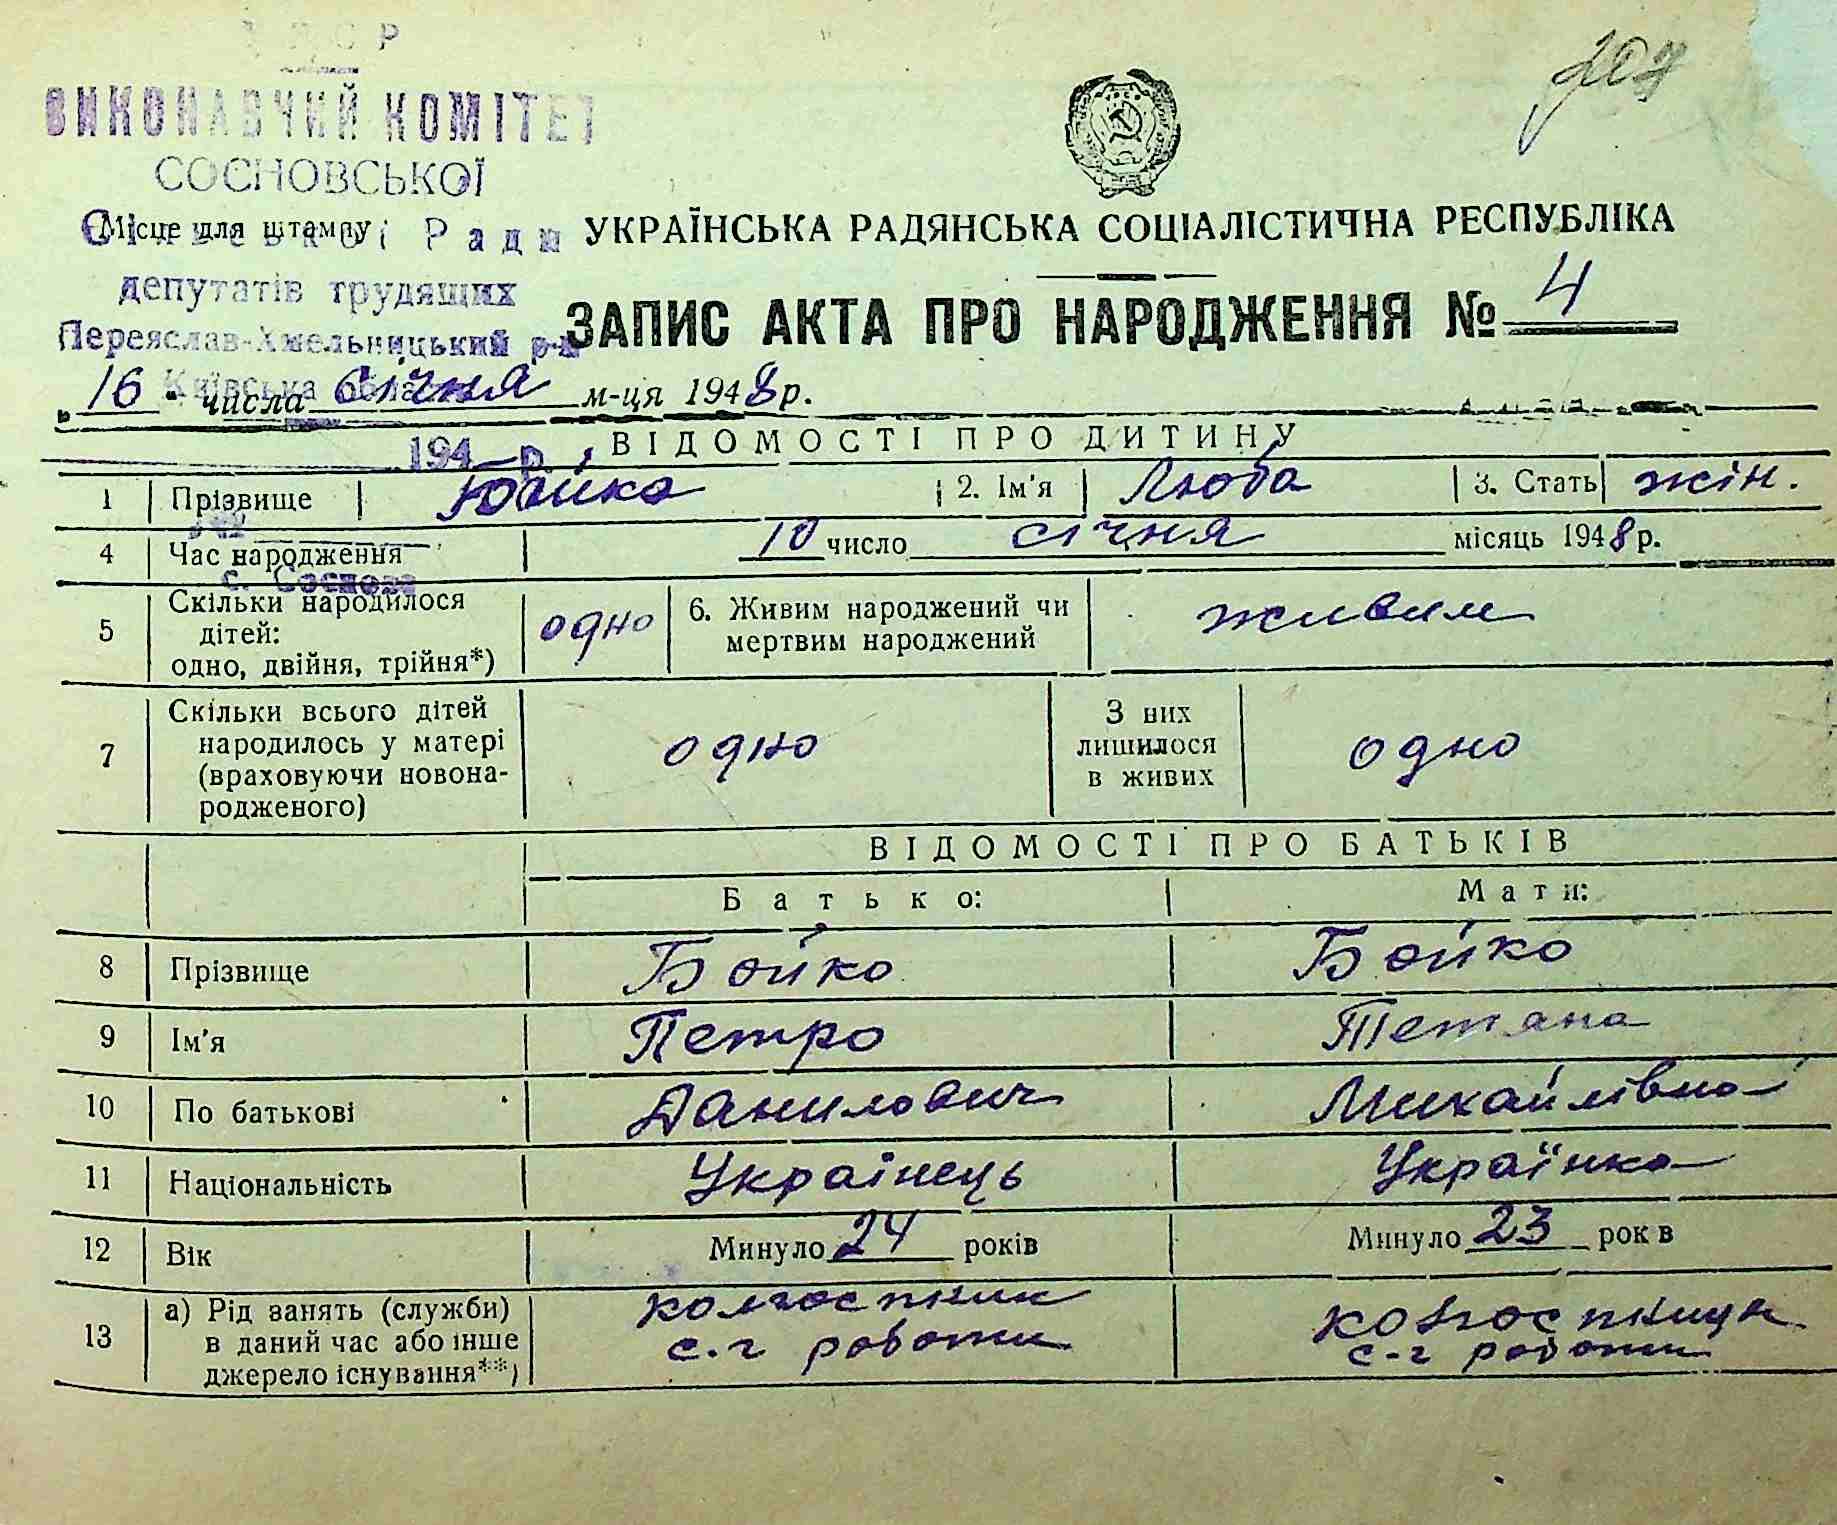 УРСР
ВИКОНАВЧИЙ КОМІТЕТ
СОСНОВСЬКОЇ
Сільської Ради
Місце для штампу
депутатів трудящих
Переяслав-Хмельницький р-н
Київська обл.
194 р.
№
с. Соснова
207
УКРАЇНСЬКА РАДЯНСЬКА СОЦІАЛІСТИЧНА РЕСПУБЛІКА
ЗАПИС АКТА ПРО НАРОДЖЕННЯ № 4
„16" числа січня м-ця 1948 р.
ВІДОМОСТІ ПРО ДИТИНУ
1 Прізвище 2. Ім'я Люба 3. Стать жін.
4 Час народження 10 число січня місяць 1948 р.
5 Скільки народилося дітей: одно, двійня, трійня*) одно 6. Живим народжений чи мертвим народжений живим
7 Скільки всього дітей народилось у матері (враховуючи новонародженого) одно З них лишилося в живих одно
ВІДОМОСТІ ПРО БАТЬКІВ
Батько: Мати:
8 Прізвище Бойко Бойко
9 Ім'я Петро Тетяна
10 По батькові Данилович Михайлівна
11 Національність Українець Українка
12 Вік Минуло 24 років Минуло 23 рок в
13 а) Рід занять (служби) в даний час або інше джерело існування**) колгоспник с.г роботи колгоспниця с-г роботи